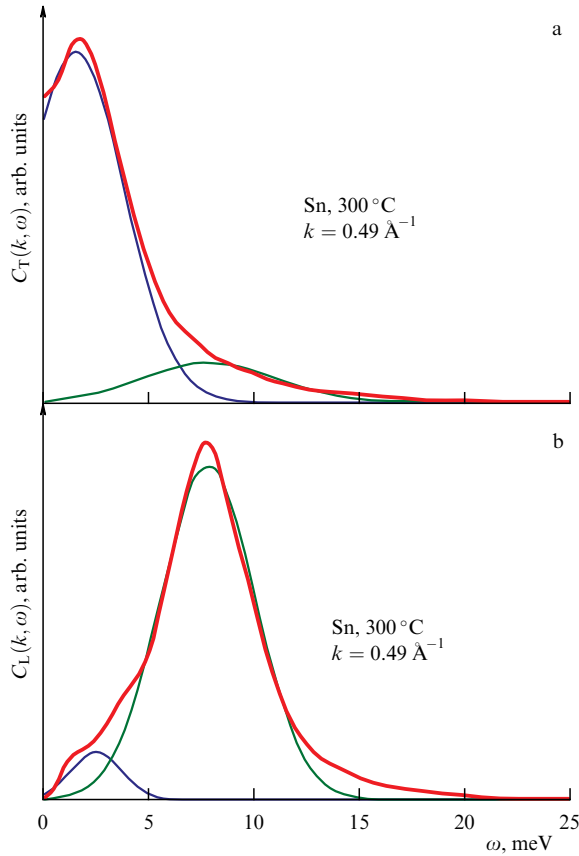 a
C_T(k, ω), arb. units
Sn, 300 °C
k = 0.49 Å⁻¹
b
C_L(k, ω), arb. units
Sn, 300 °C
k = 0.49 Å⁻¹
0 5 10 15 20 25
ω, meV